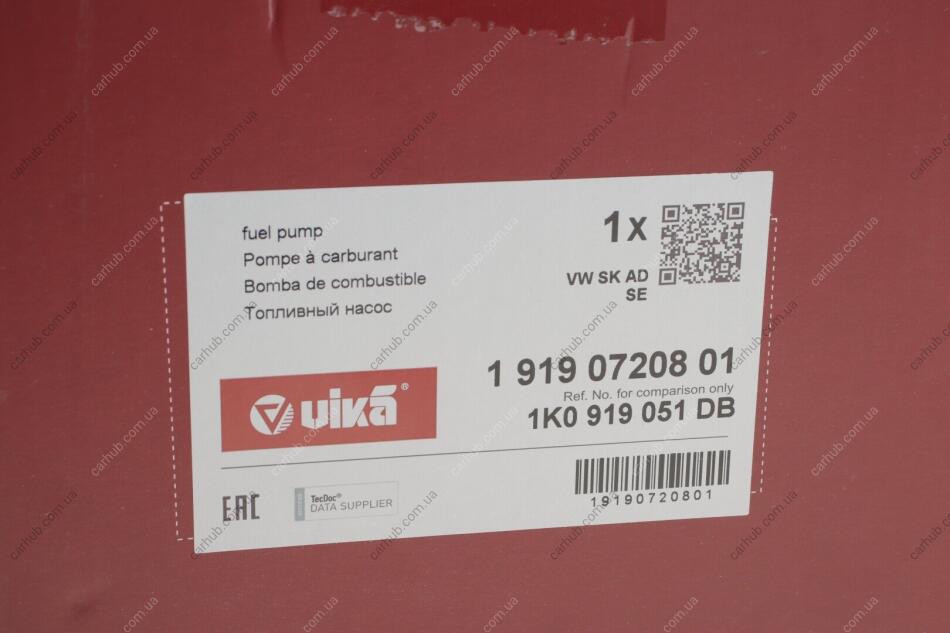 fuel pump
Pompe à carburant
Bomba de combustible
Топливный насос
1x
VW SK AD
SE
1 919 07208 01
Ref. No. for comparison only
1K0 919 051 DB
vika®
EAC
TecDoc®
DATA SUPPLIER
19190720801
carhub.com.ua